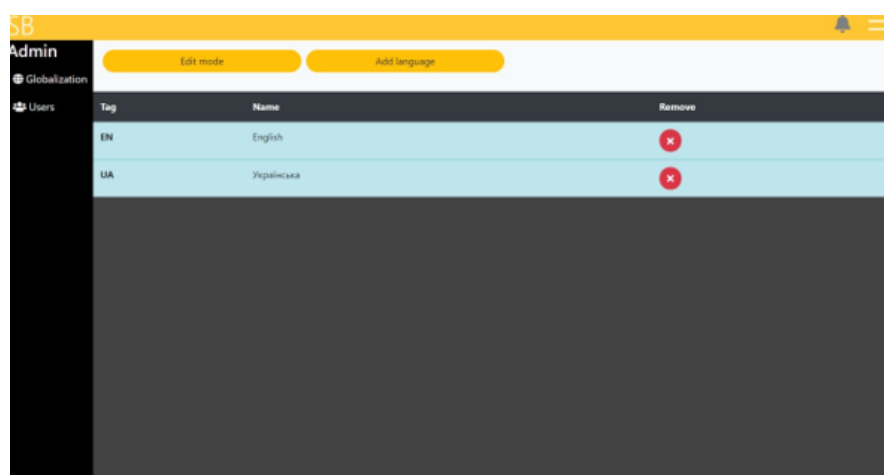 SB
Admin
Edit mode
Add language
Globalization
Users
Tag Name Remove
EN English
UA Українська